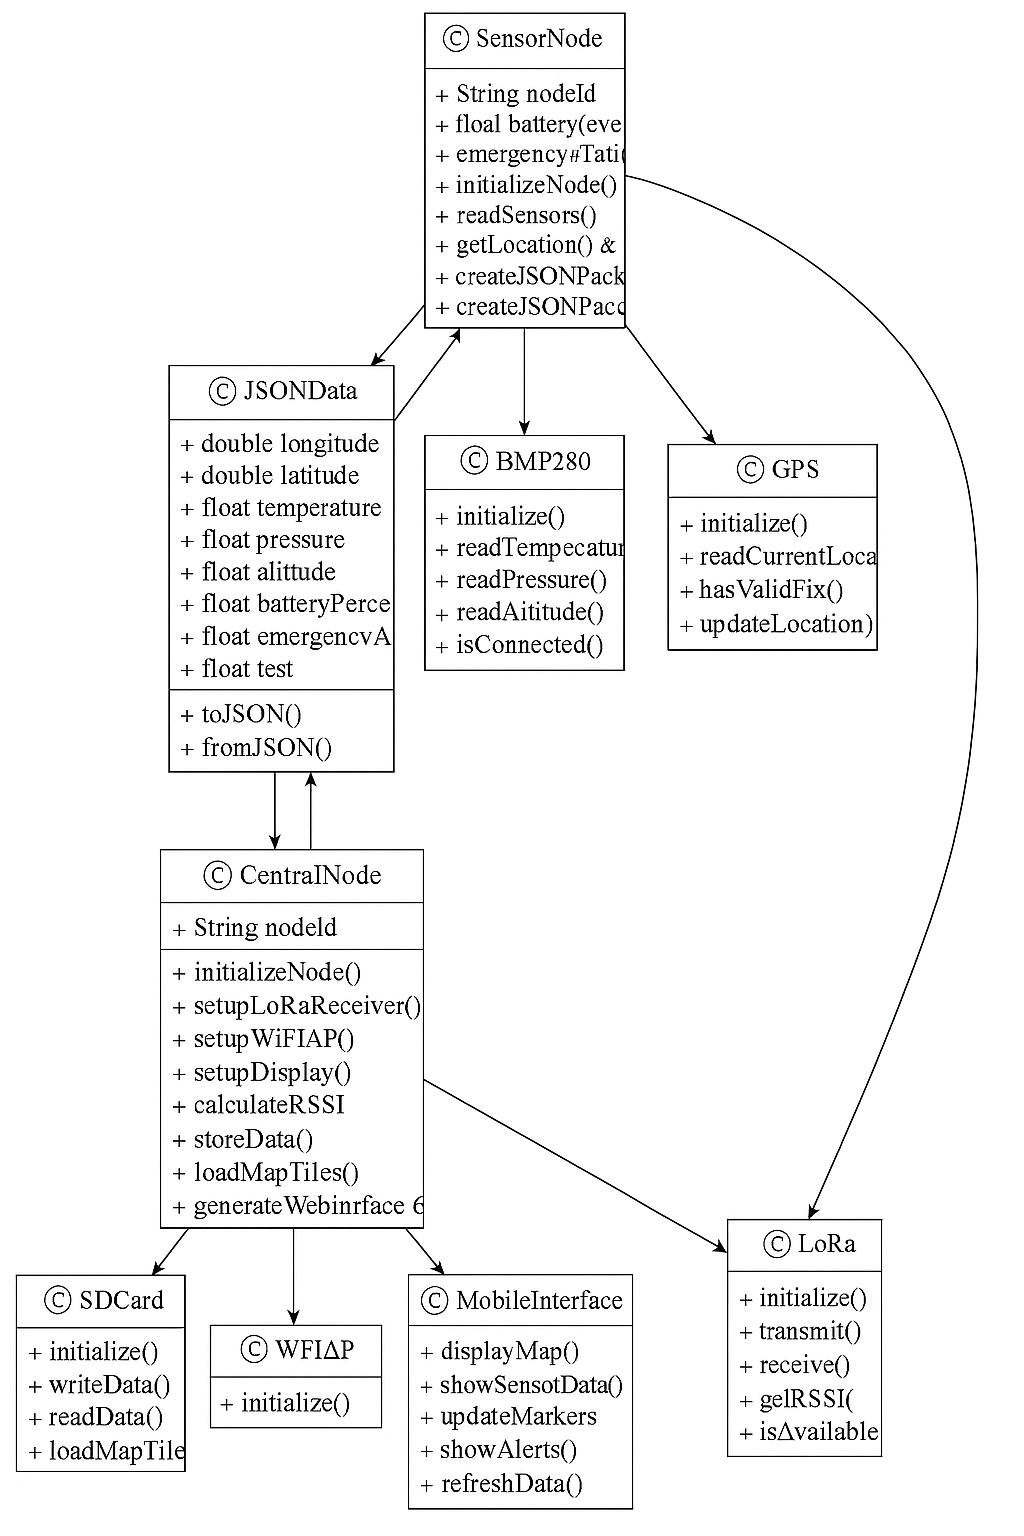 C SensorNode
+ String nodeId
+ floal battery(eve
+ emergency#Tati(
+ initializeNode()
+ readSensors()
+ getLocation() &
+ createJSONPack
+ createJSONPacc
C JSONData
+ double longitude
+ double latitude
+ float temperature
+ float pressure
+ float alittude
+ float batteryPerce
+ float emergencvA
+ float test
+ toJSON()
+ fromJSON()
C BMP280
+ initialize()
+ readTempecatur
+ readPressure()
+ readAititude()
+ isConnected()
C GPS
+ initialize()
+ readCurrentLoca
+ hasValidFix()
+ updateLocation)
C CentraINode
+ String nodeld
+ initializeNode()
+ setupLoRaReceiver()
+ setupWiFIAP()
+ setupDisplay()
+ calculateRSSI
+ storeData()
+ loadMapTiles()
+ generateWebinrface 6
C SDCard
+ initialize()
+ writeData()
+ readData()
+ loadMapTile
C WFIΔP
+ initialize()
C MobileInterface
+ displayMap()
+ showSensotData()
+ updateMarkers
+ showAlerts()
+ refreshData()
C LoRa
+ initialize()
+ transmit()
+ receive()
+ gelRSSI(
+ isΔvailable